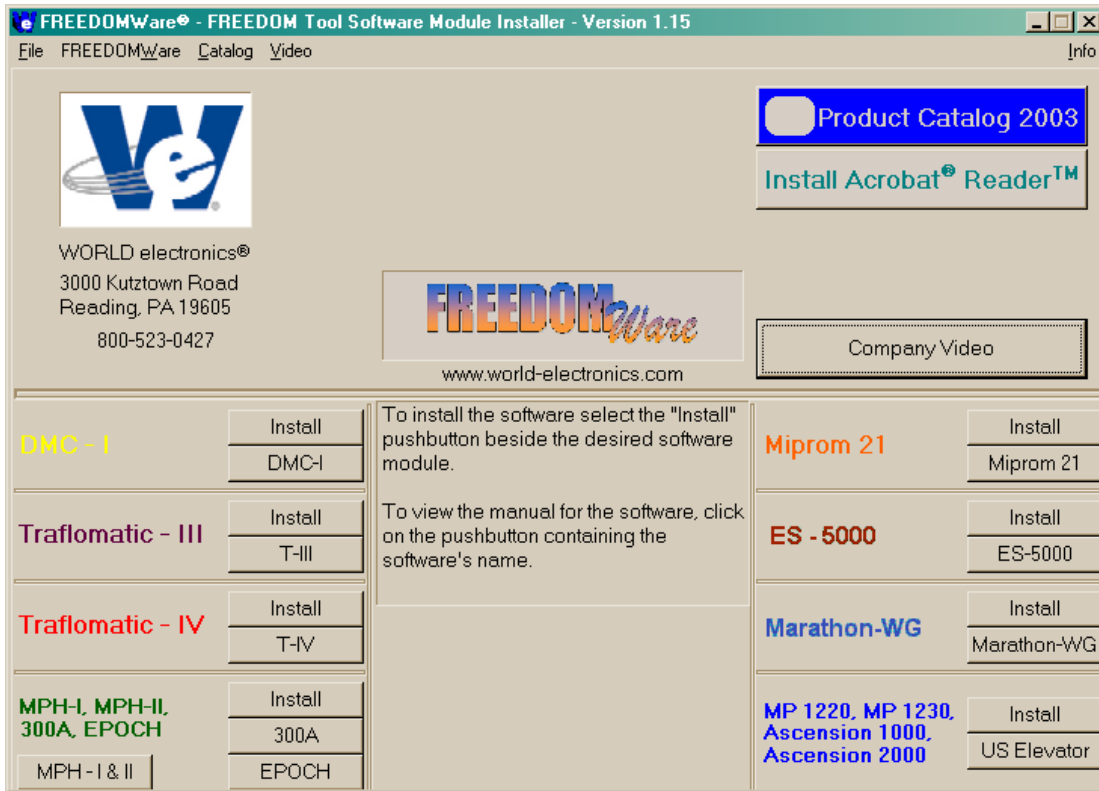 FREEDOMWare® - FREEDOM Tool Software Module Installer - Version 1.15
File FREEDOMWare Catalog Video Info
We
WORLD electronics®
3000 Kutztown Road
Reading, PA 19605
800-523-0427
FREEDOMWare
www.world-electronics.com
Product Catalog 2003
Install Acrobat® Reader™
Company Video
DMC - I
Install
DMC-I
Traflomatic - III
Install
T-III
Traflomatic - IV
Install
T-IV
MPH-I, MPH-II,
300A, EPOCH
MPH - I & II
Install
300A
EPOCH
To install the software select the "Install"
pushbutton beside the desired software
module.
To view the manual for the software, click
on the pushbutton containing the
software's name.
Miprom 21
Install
Miprom 21
ES - 5000
Install
ES-5000
Marathon-WG
Install
Marathon-WG
MP 1220, MP 1230,
Ascension 1000,
Ascension 2000
Install
US Elevator